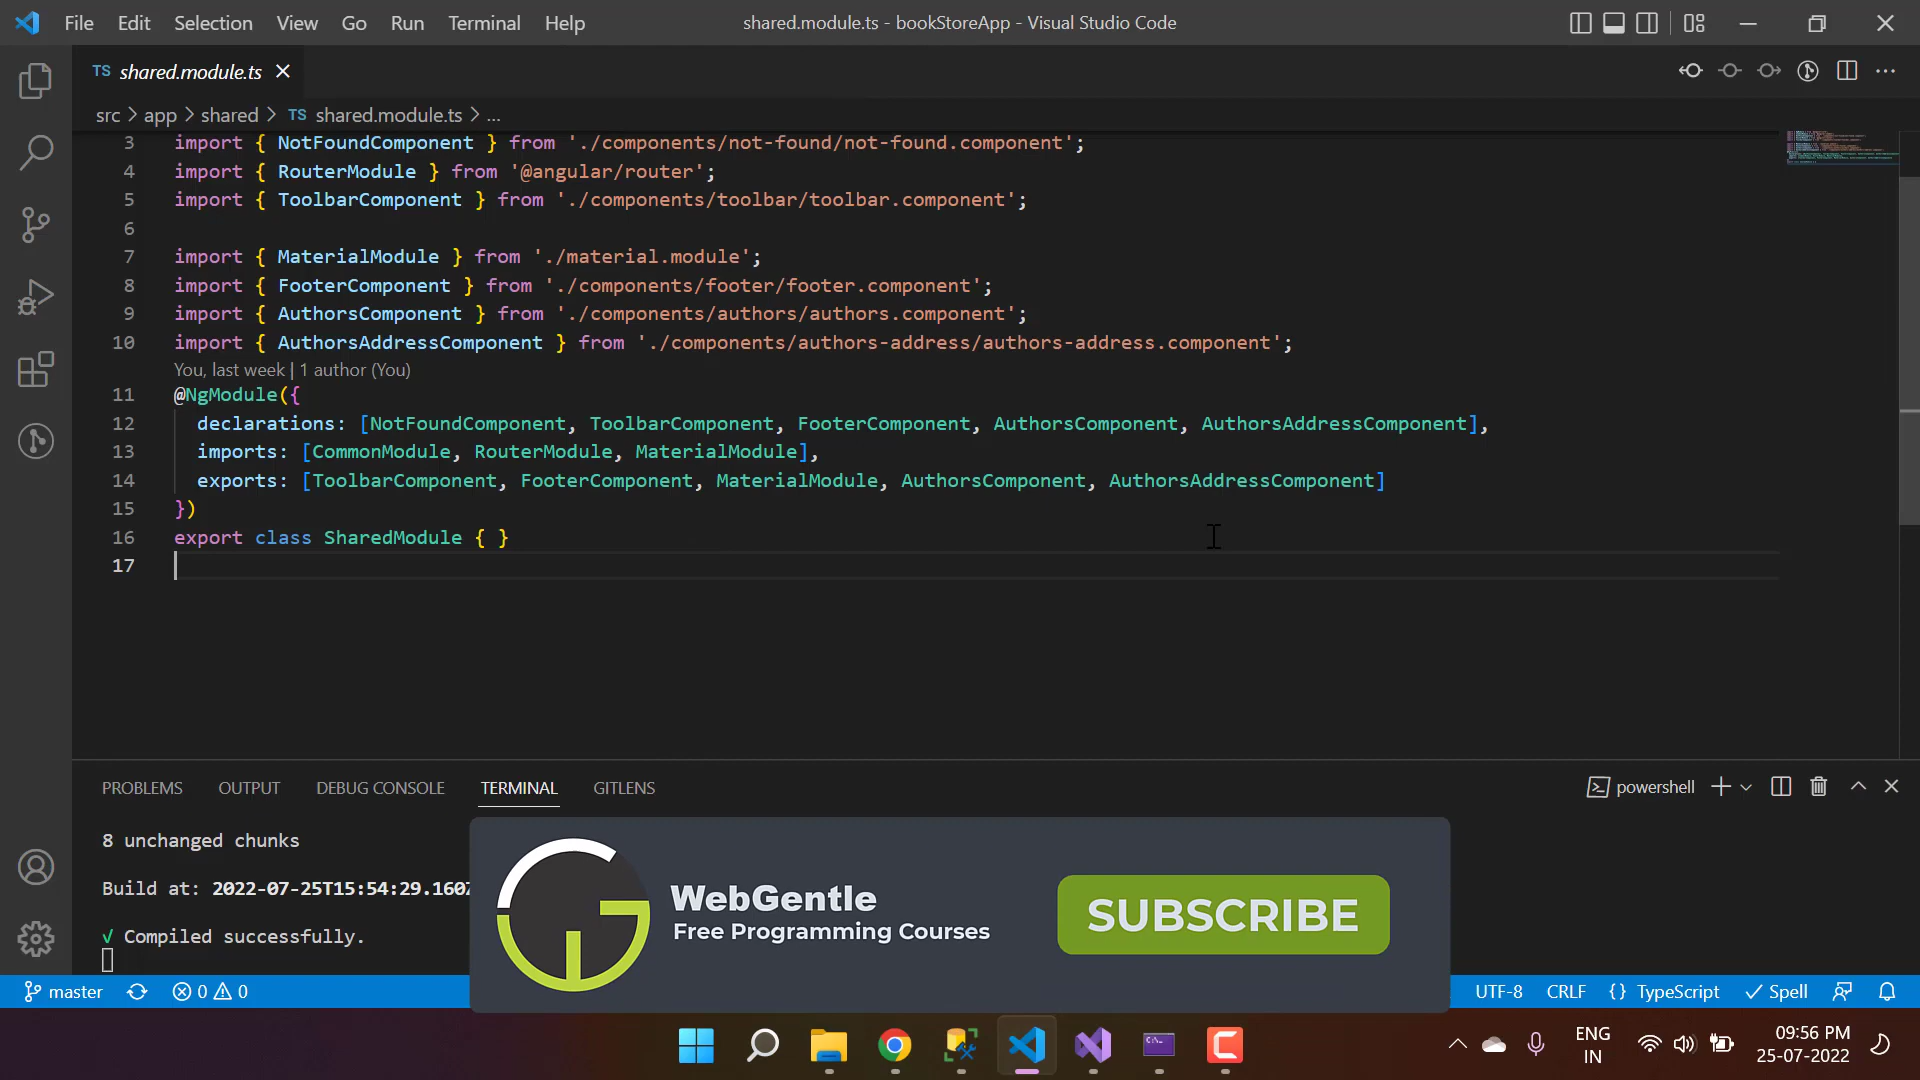 File Edit Selection View Go Run Terminal Help
shared.module.ts - bookStoreApp - Visual Studio Code
TS shared.module.ts
src > app > shared > TS shared.module.ts > ...
3 import { NotFoundComponent } from './components/not-found/not-found.component';
4 import { RouterModule } from '@angular/router';
5 import { ToolbarComponent } from './components/toolbar/toolbar.component';
6
7 import { MaterialModule } from './material.module';
8 import { FooterComponent } from './components/footer/footer.component';
9 import { AuthorsComponent } from './components/authors/authors.component';
10 import { AuthorsAddressComponent } from './components/authors-address/authors-address.component';
You, last week | 1 author (You)
11 @NgModule({
12 declarations: [NotFoundComponent, ToolbarComponent, FooterComponent, AuthorsComponent, AuthorsAddressComponent],
13 imports: [CommonModule, RouterModule, MaterialModule],
14 exports: [ToolbarComponent, FooterComponent, MaterialModule, AuthorsComponent, AuthorsAddressComponent]
15 })
16 export class SharedModule { }
17
PROBLEMS OUTPUT DEBUG CONSOLE TERMINAL GITLENS
powershell
8 unchanged chunks
Build at: 2022-07-25T15:54:29.160Z
√ Compiled successfully.
WebGentle
Free Programming Courses
SUBSCRIBE
master 0 0
UTF-8 CRLF {} TypeScript Spell
ENG
IN
09:56 PM
25-07-2022